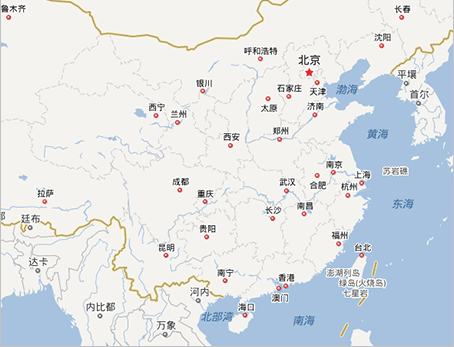 鲁木齐
长春
沈阳
呼和浩特
北京
平壤
银川
天津
渤海
石家庄
太原
首尔
西宁
兰州
济南
黄海
西安
郑州
苏岩礁
成都
南京
上海
合肥
拉萨
重庆
武汉
杭州
东海
廷布
长沙
南昌
贵阳
福州
昆明
台北
达卡
澎湖列岛
南宁
香港
绿岛(火烧岛)
河内
澳门
七星岩
内比都
海口
北部湾
南海
万象
都